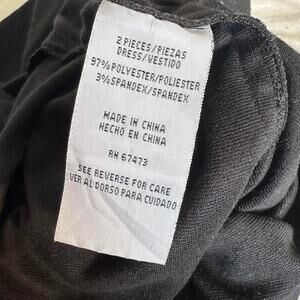 2 PIECES/PIEZAS
DRESS/VESTIDO
97% POLYESTER/POLIESTER
3% SPANDEX/SPANDEX
MADE IN CHINA
HECHO EN CHINA
RN 67473
SEE REVERSE FOR CARE
VER AL DORSO PARA CUIDADO